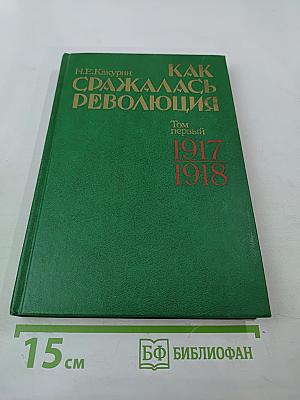 Н.Е.Какурин
КАК
СРАЖАЛАСЬ
РЕВОЛЮЦИЯ
Том
первый
1917
1918
15 см
БФ БИБЛИОФАН